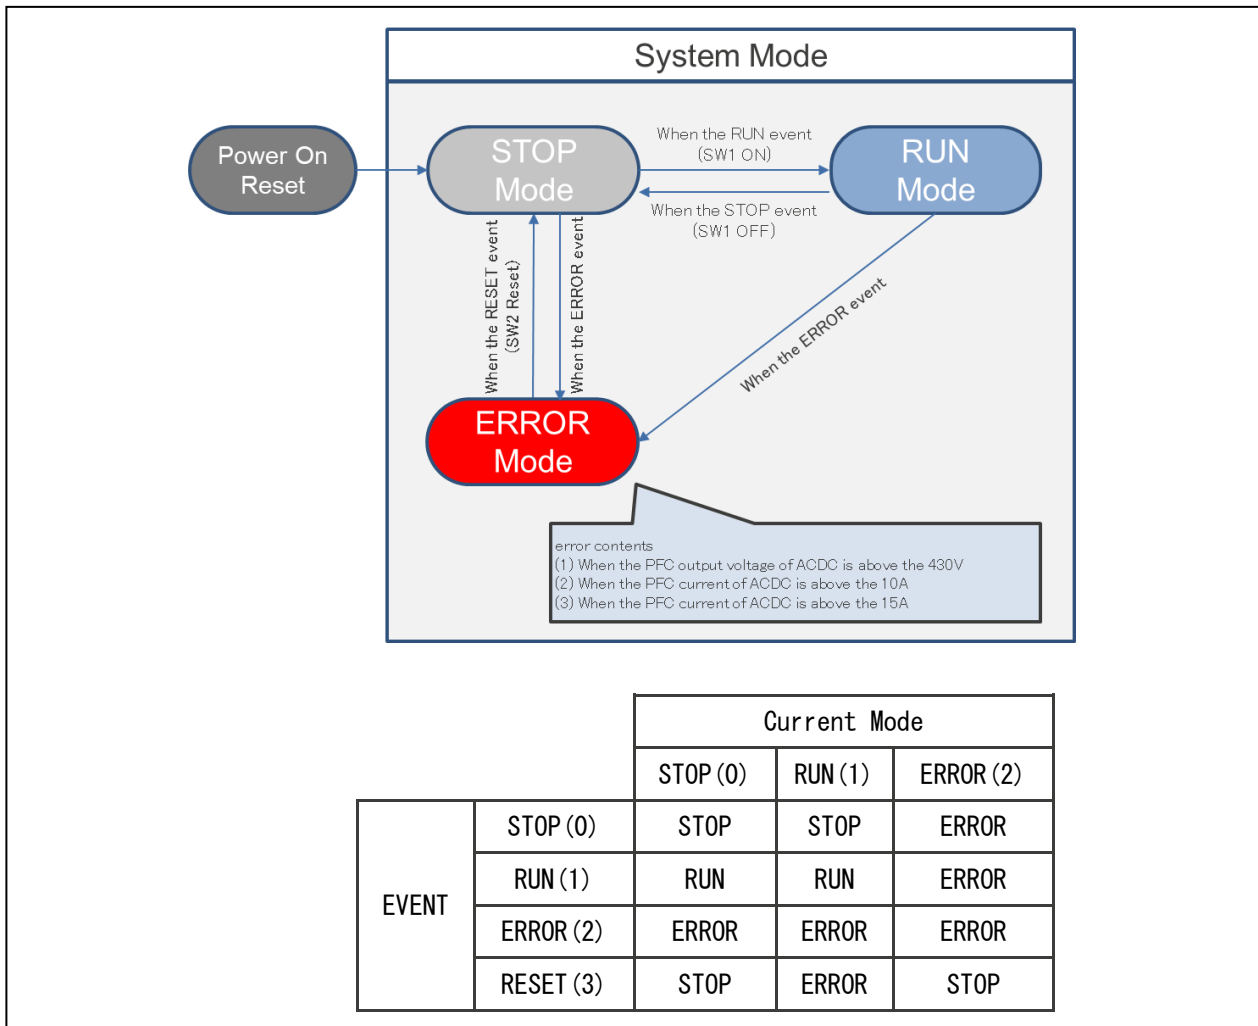 System Mode
Power On
Reset
STOP
Mode
When the RUN event
(SW1 ON)
RUN
Mode
When the STOP event
(SW1 OFF)
When the RESET event
(SW2 Reset)
When the ERROR event
When the ERROR event
ERROR
Mode
error contents
(1) When the PFC output voltage of ACDC is above the 430V
(2) When the PFC current of ACDC is above the 10A
(3) When the PFC current of ACDC is above the 15A
Current Mode
STOP(0) RUN(1) ERROR(2)
EVENT
STOP(0) STOP STOP ERROR
RUN(1) RUN RUN ERROR
ERROR(2) ERROR ERROR ERROR
RESET(3) STOP ERROR STOP